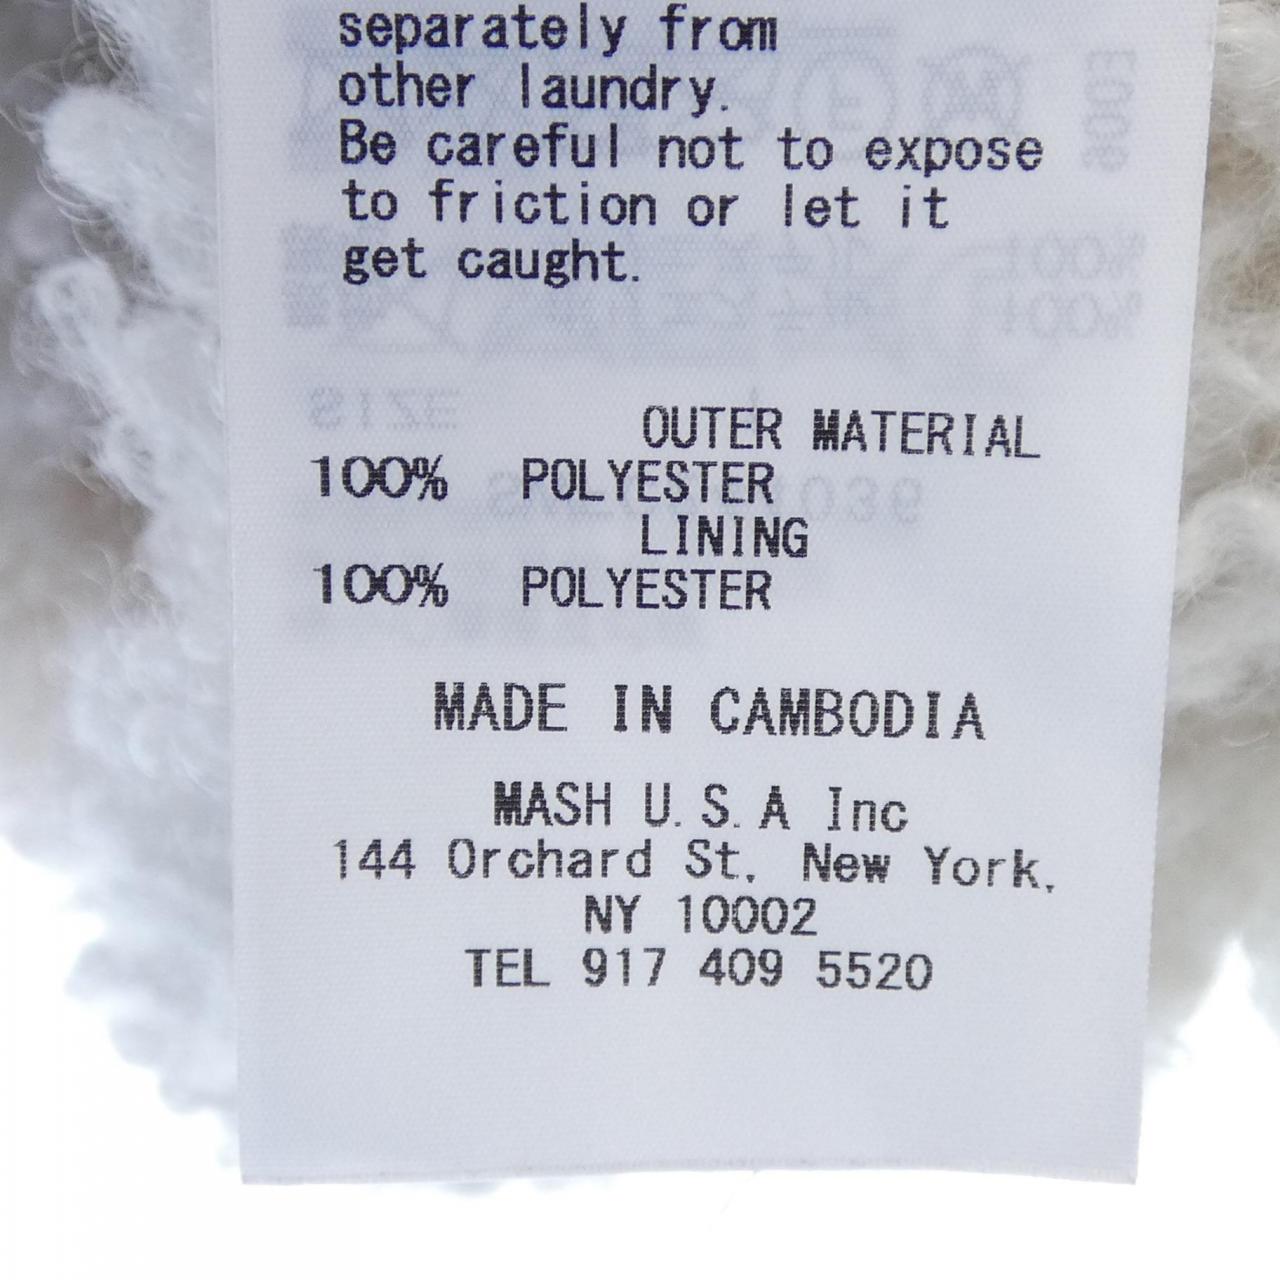 separately from
other laundry.
Be careful not to expose
to friction or let it
get caught.
OUTER MATERIAL
100% POLYESTER
LINING
100% POLYESTER
MADE IN CAMBODIA
MASH U.S.A Inc
144 Orchard St. New York.
NY 10002
TEL 917 409 5520